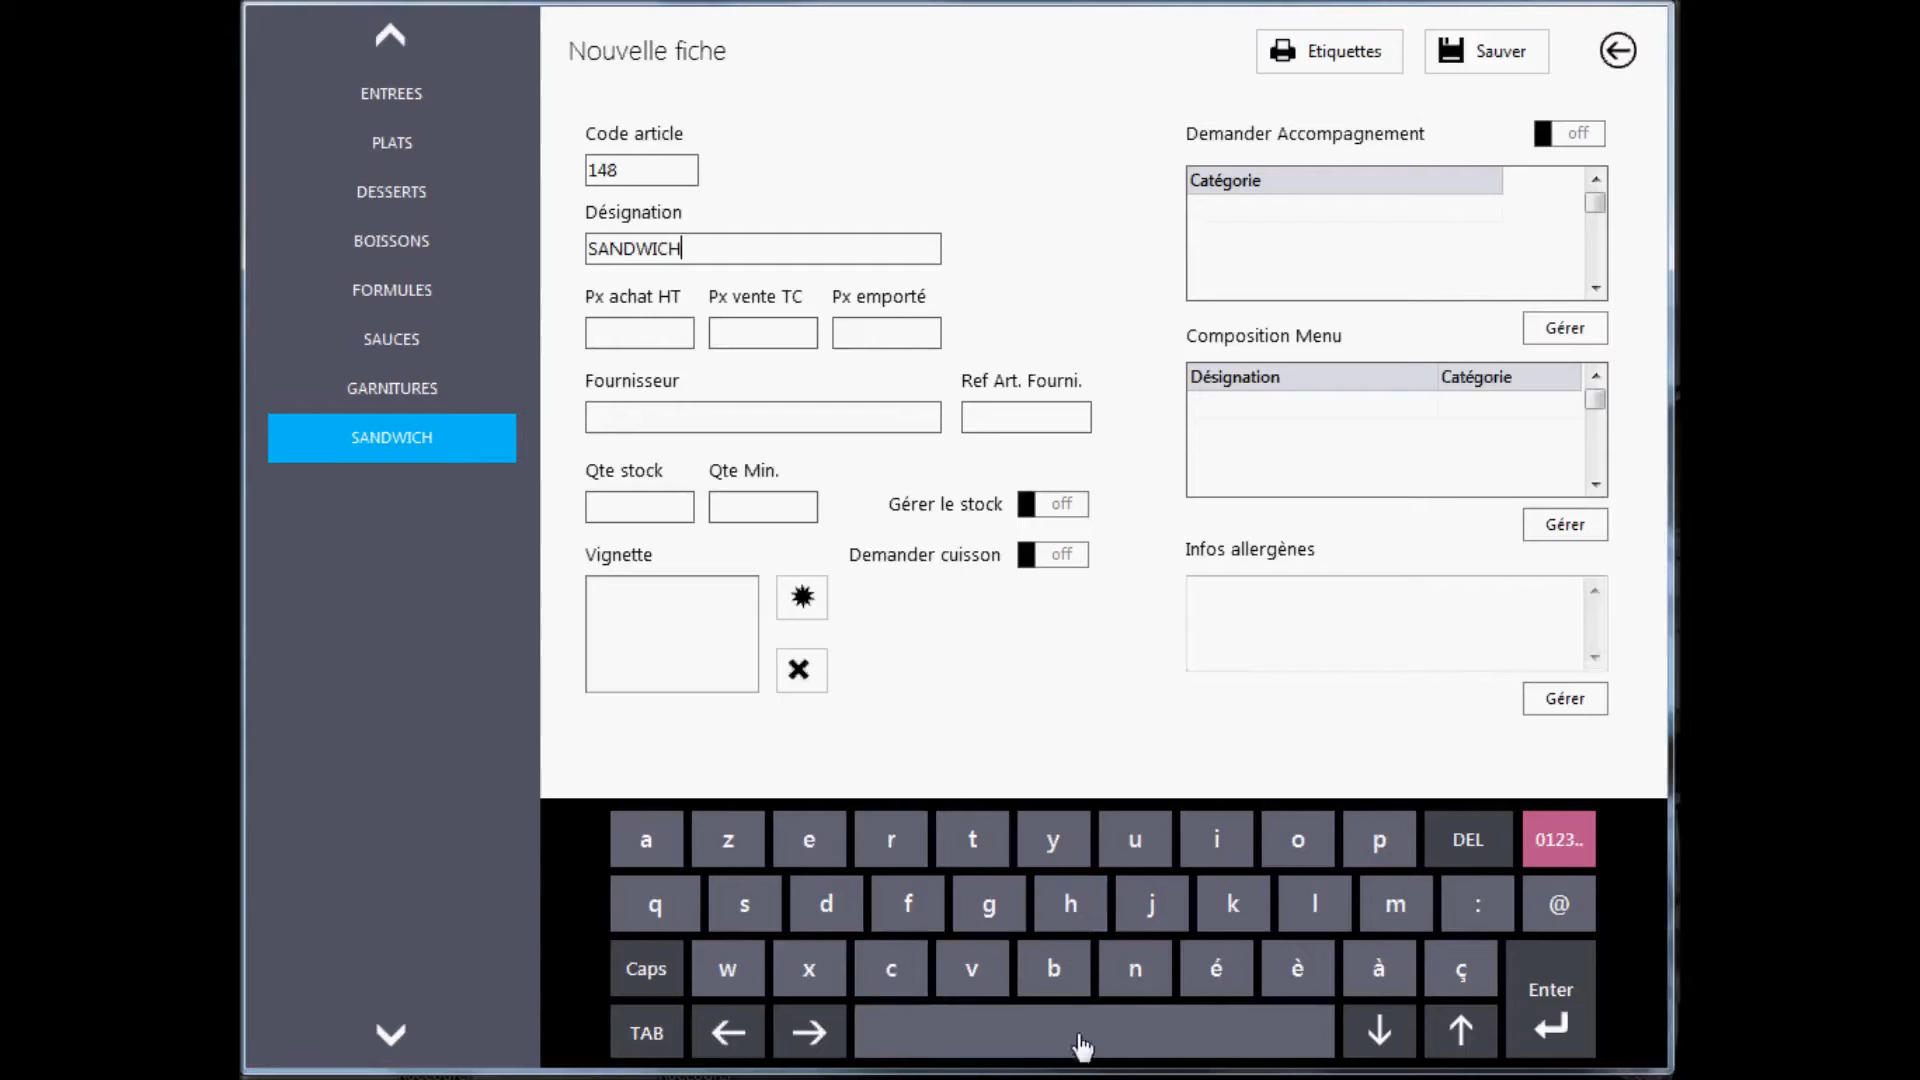 ENTREES
PLATS
DESSERTS
BOISSONS
FORMULES
SAUCES
GARNITURES
SANDWICH
Nouvelle fiche
Etiquettes
Sauver
Code article
148
Désignation
SANDWICH
Px achat HT Px vente TC Px emporté
Fournisseur Ref Art. Fourni.
Qte stock Qte Min.
Gérer le stock off
Vignette
Demander cuisson off
Demander Accompagnement off
Catégorie
Gérer
Composition Menu
Désignation Catégorie
Gérer
Infos allergènes
Gérer
a z e r t y u i o p DEL 0123..
q s d f g h j k l m : @
Caps w x c v b n é è à ç
Enter
TAB